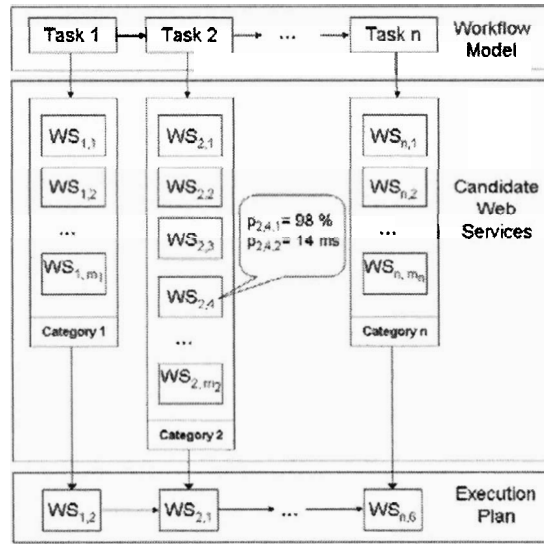 Task 1 Task 2 ... Task n Workflow
Model
WS1,1 WS2,1 WSn,1
WS1,2 WS2,2 WSn,2
... WS2,3 ...
WS1,m1 WS2,4 WSn,mn
p2,4,1= 98 %
p2,4,2= 14 ms
Candidate
Web
Services
Category 1 ... Category n
WS2,m2
Category 2
WS1,2 WS2,1 ... WSn,6 Execution
Plan